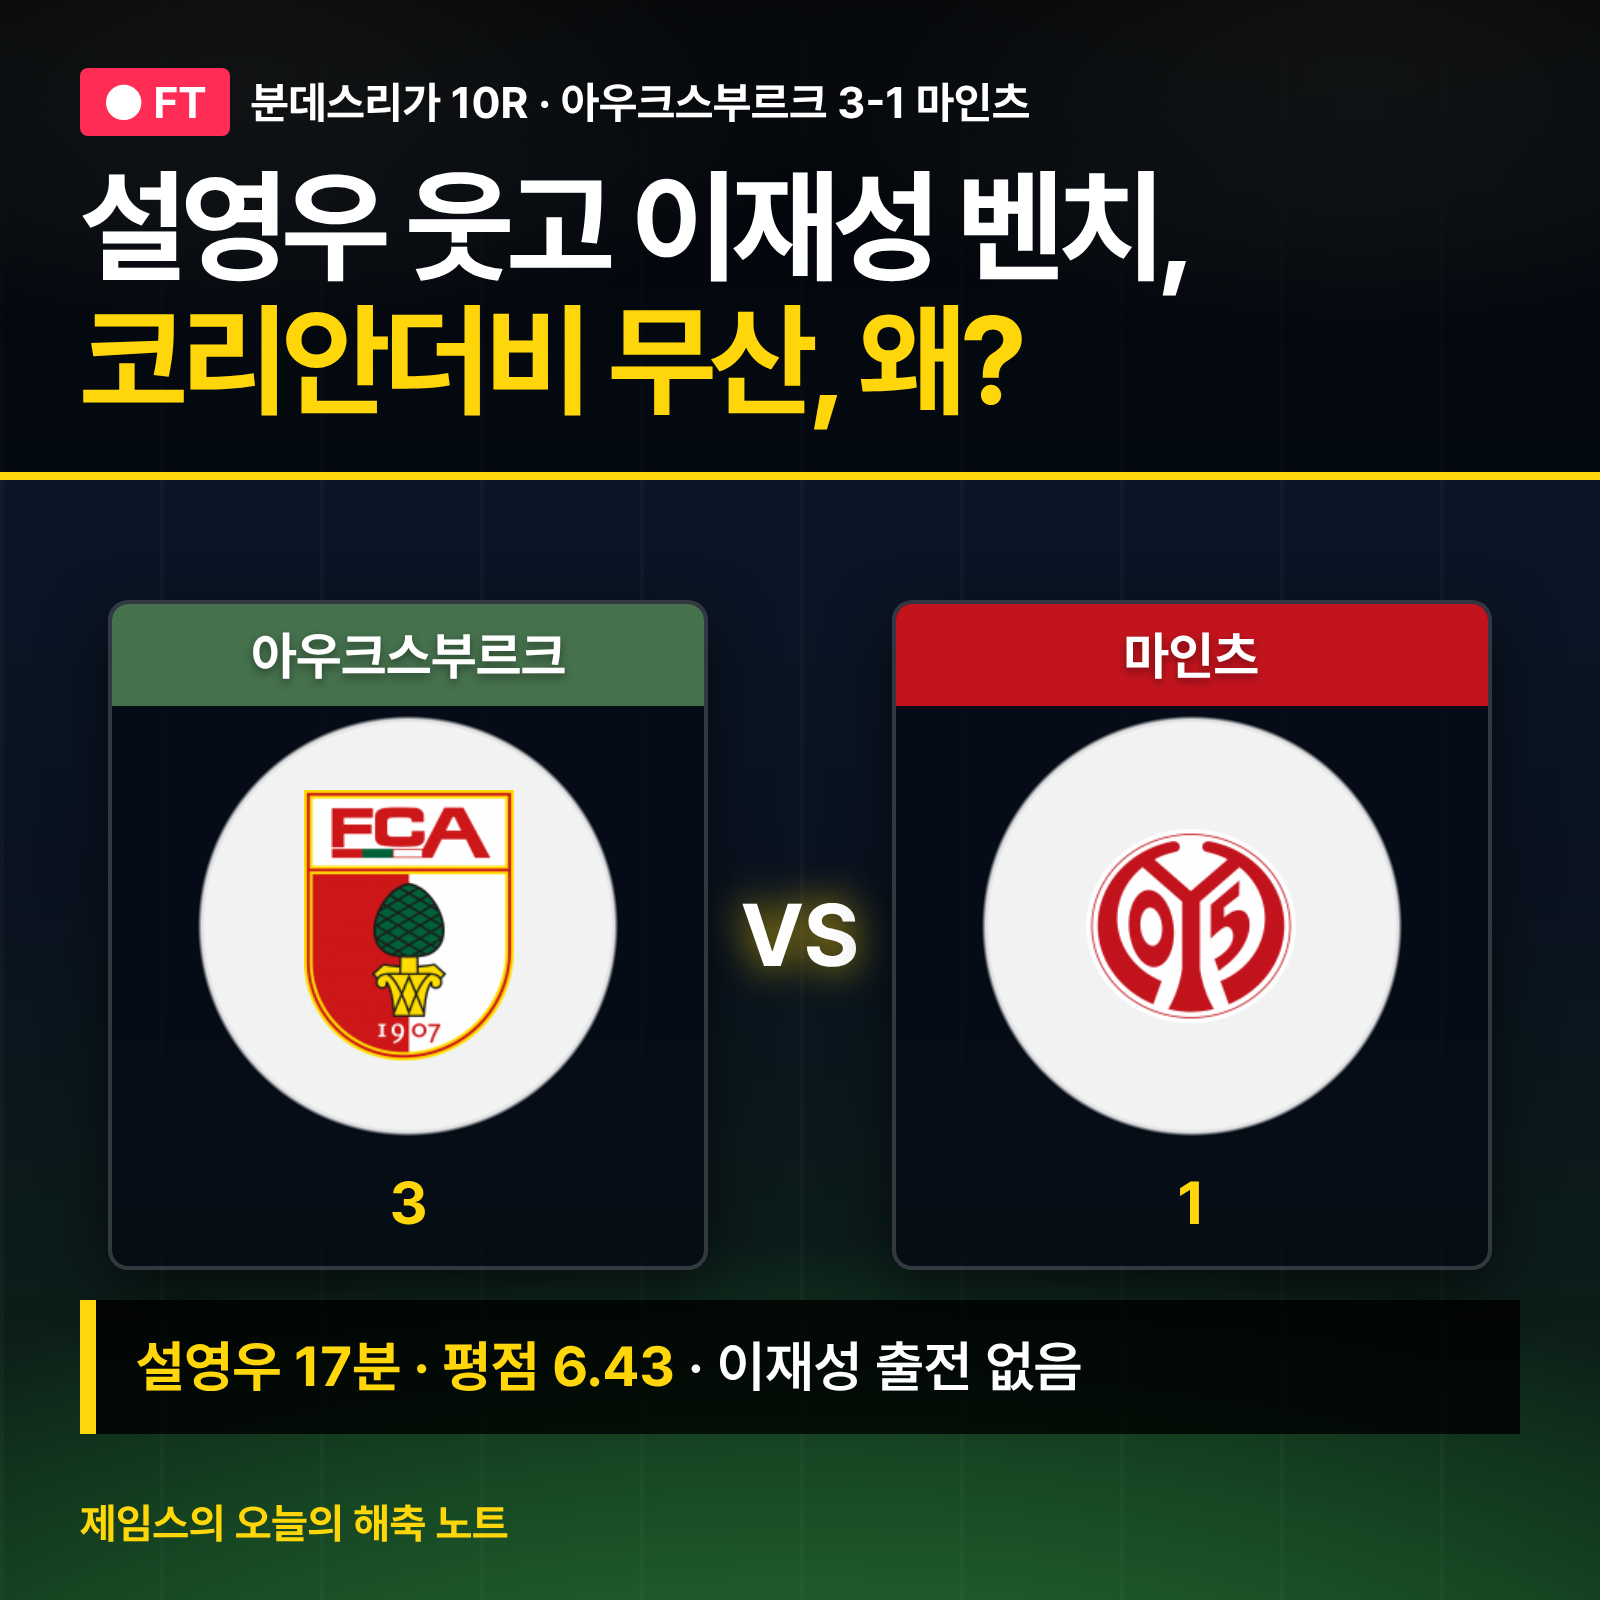 FT 분데스리가 10R · 아우크스부르크 3-1 마인츠
설영우 웃고 이재성 벤치,
코리안더비 무산, 왜?
아우크스부르크
마인츠
FCA
1907
05
VS
3
1
설영우 17분 · 평점 6.43 · 이재성 출전 없음
제임스의 오늘의 해축 노트